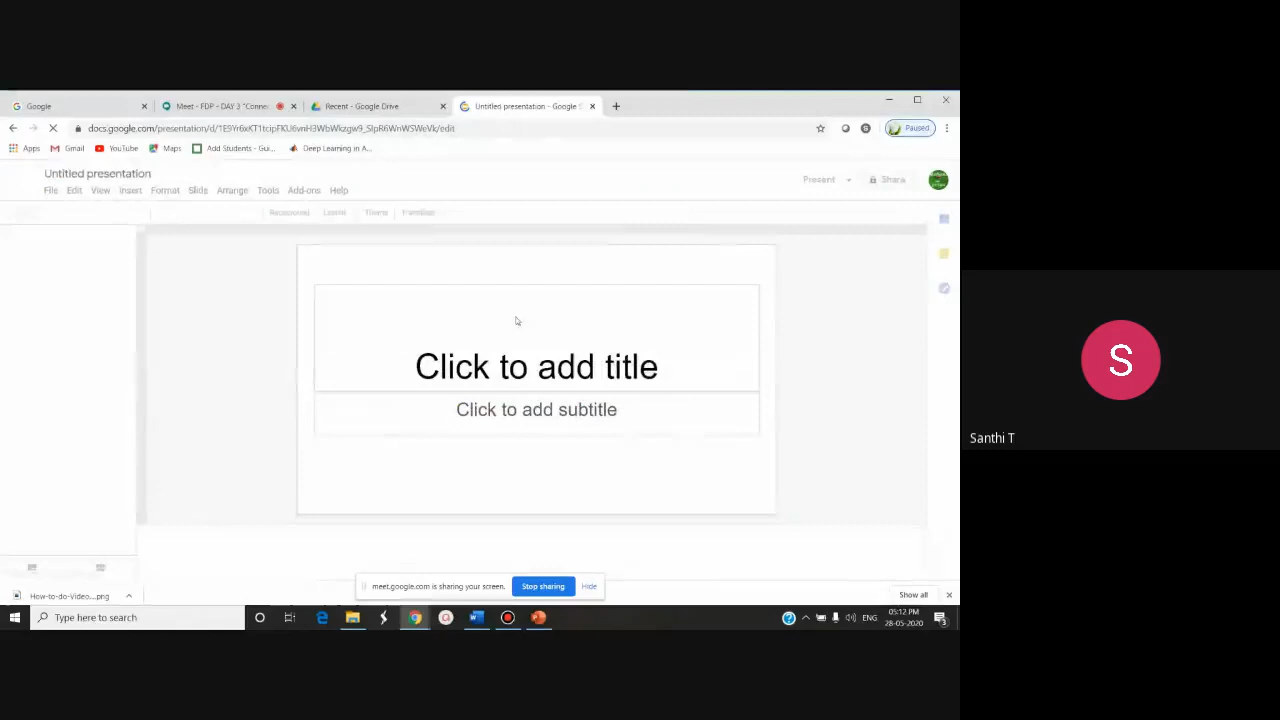 Google
Meet - FDP - DAY 3 "Conne
Recent - Google Drive
Untitled presentation - Google S
docs.google.com/presentation/d/
/edit
Paused
Apps
Gmail
YouTube
Maps
Add Students - Gui...
Deep Learning in A...
Untitled presentation
File Edit View Insert Format Slide Arrange Tools Add-ons Help
Present
Share
Background Layout Theme Transition
Click to add title
Click to add subtitle
S
Santhi T
meet.google.com is sharing your screen.
Stop sharing
Hide
How-to-do-Video....png
Show all
Type here to search
ENG
05:12 PM
28-05-2020